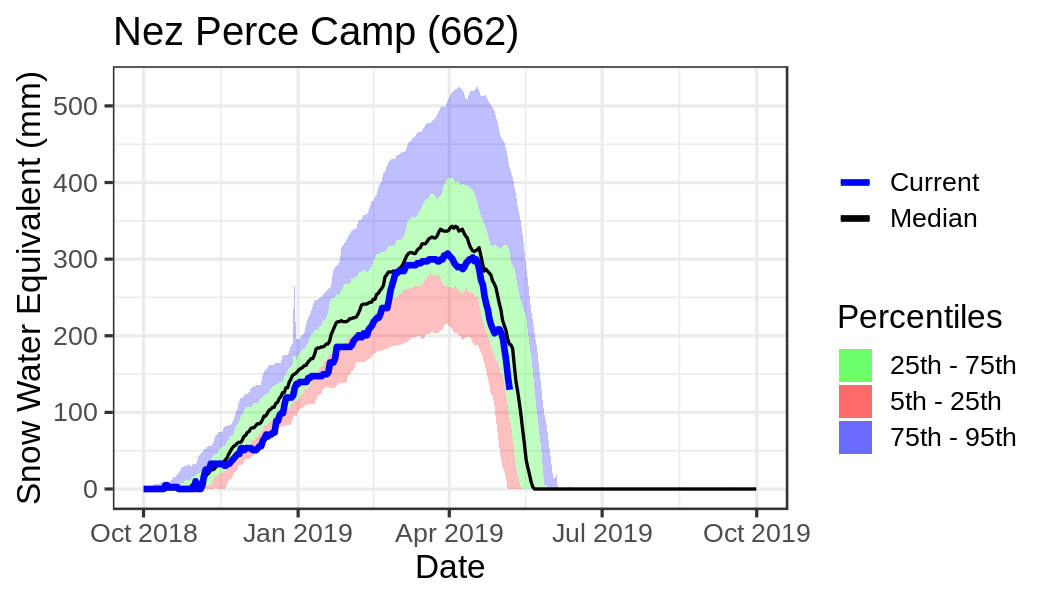 Nez Perce Camp (662)
Snow Water Equivalent (mm)
500
400
300
200
100
0
Oct 2018
Jan 2019
Apr 2019
Jul 2019
Oct 2019
Date
Current
Median
Percentiles
25th - 75th
5th - 25th
75th - 95th